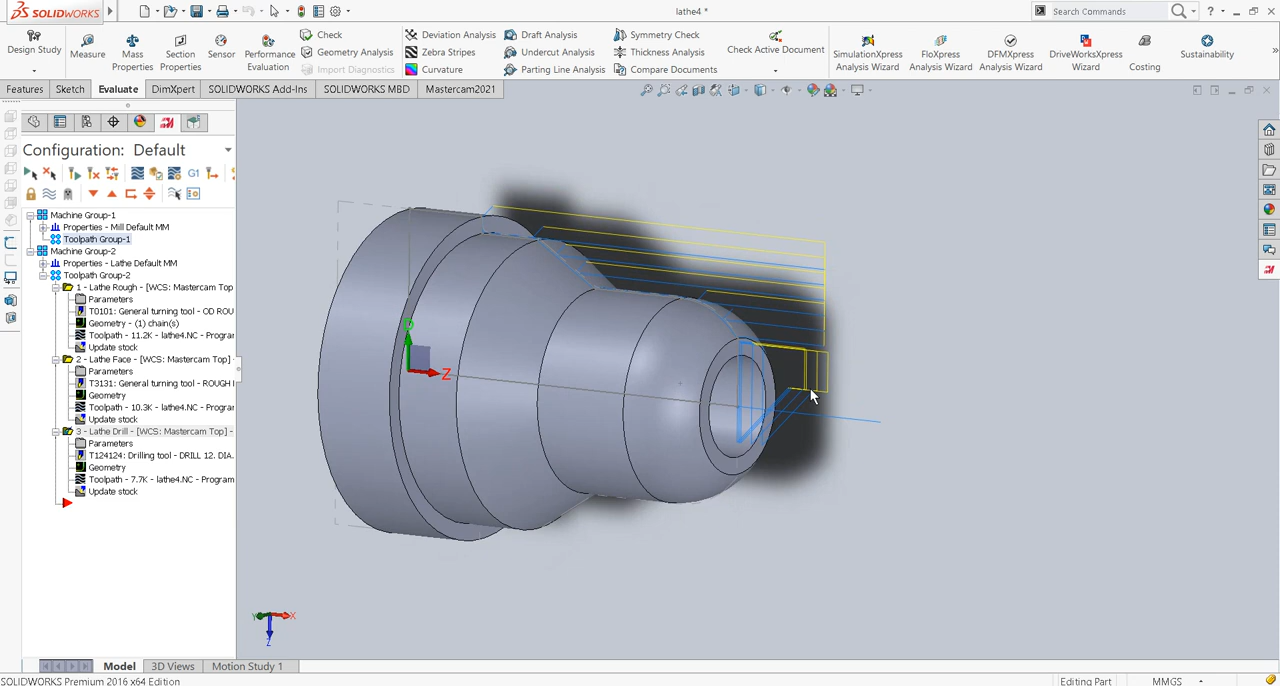 SOLIDWORKS
lathe4 *
Search Commands
Design Study
Measure
Mass Properties
Section Properties
Sensor
Performance Evaluation
Check
Geometry Analysis
Import Diagnostics
Deviation Analysis
Zebra Stripes
Curvature
Draft Analysis
Undercut Analysis
Parting Line Analysis
Symmetry Check
Thickness Analysis
Compare Documents
Check Active Document
SimulationXpress Analysis Wizard
FloXpress Analysis Wizard
DFMXpress Analysis Wizard
DriveWorksXpress Wizard
Costing
Sustainability
Features
Sketch
Evaluate
DimXpert
SOLIDWORKS Add-Ins
SOLIDWORKS MBD
Mastercam2021
Configuration: Default
G1
Machine Group-1
Properties - Mill Default MM
Toolpath Group-1
Machine Group-2
Properties - Lathe Default MM
Toolpath Group-2
1 - Lathe Rough - [WCS: Mastercam Top
Parameters
T0101: General turning tool - OD ROU
Geometry - (1) chain(s)
Toolpath - 11.2K - lathe4.NC - Progra
Update stock
2 - Lathe Face - [WCS: Mastercam Top] -
Parameters
T3131: General turning tool - ROUGH
Geometry
Toolpath - 10.3K - lathe4.NC - Progra
Update stock
3 - Lathe Drill - [WCS: Mastercam Top] -
Parameters
T124124: Drilling tool - DRILL 12. DIA.
Geometry
Toolpath - 7.7K - lathe4.NC - Program
Update stock
D
Z
Y
X
Z
Model
3D Views
Motion Study 1
SOLIDWORKS Premium 2016 x64 Edition
Editing Part
MMGS